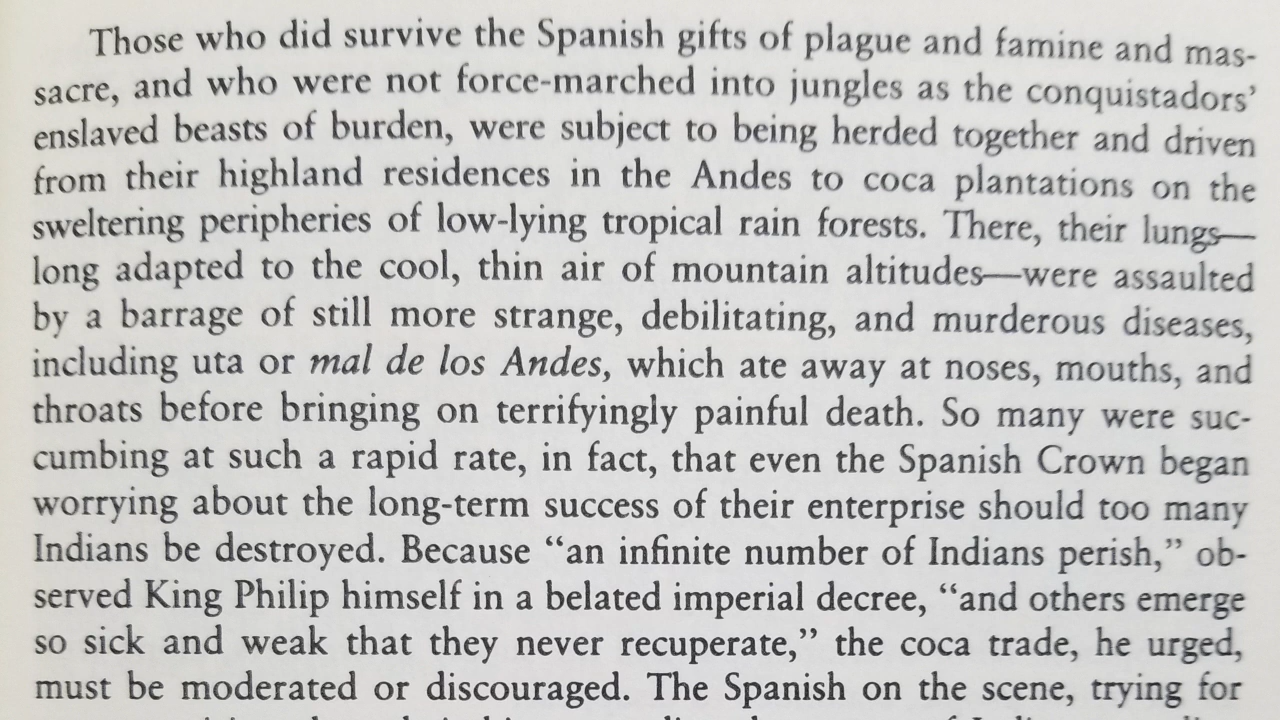 Those who did survive the Spanish gifts of plague and famine and mas-
sacre, and who were not force-marched into jungles as the conquistadors’
enslaved beasts of burden, were subject to being herded together and driven
from their highland residences in the Andes to coca plantations on the
sweltering peripheries of low-lying tropical rain forests. There, their lungs—
long adapted to the cool, thin air of mountain altitudes—were assaulted
by a barrage of still more strange, debilitating, and murderous diseases,
including uta or mal de los Andes, which ate away at noses, mouths, and
throats before bringing on terrifyingly painful death. So many were suc-
cumbing at such a rapid rate, in fact, that even the Spanish Crown began
worrying about the long-term success of their enterprise should too many
Indians be destroyed. Because “an infinite number of Indians perish,” ob-
served King Philip himself in a belated imperial decree, “and others emerge
so sick and weak that they never recuperate,” the coca trade, he urged,
must be moderated or discouraged. The Spanish on the scene, trying for